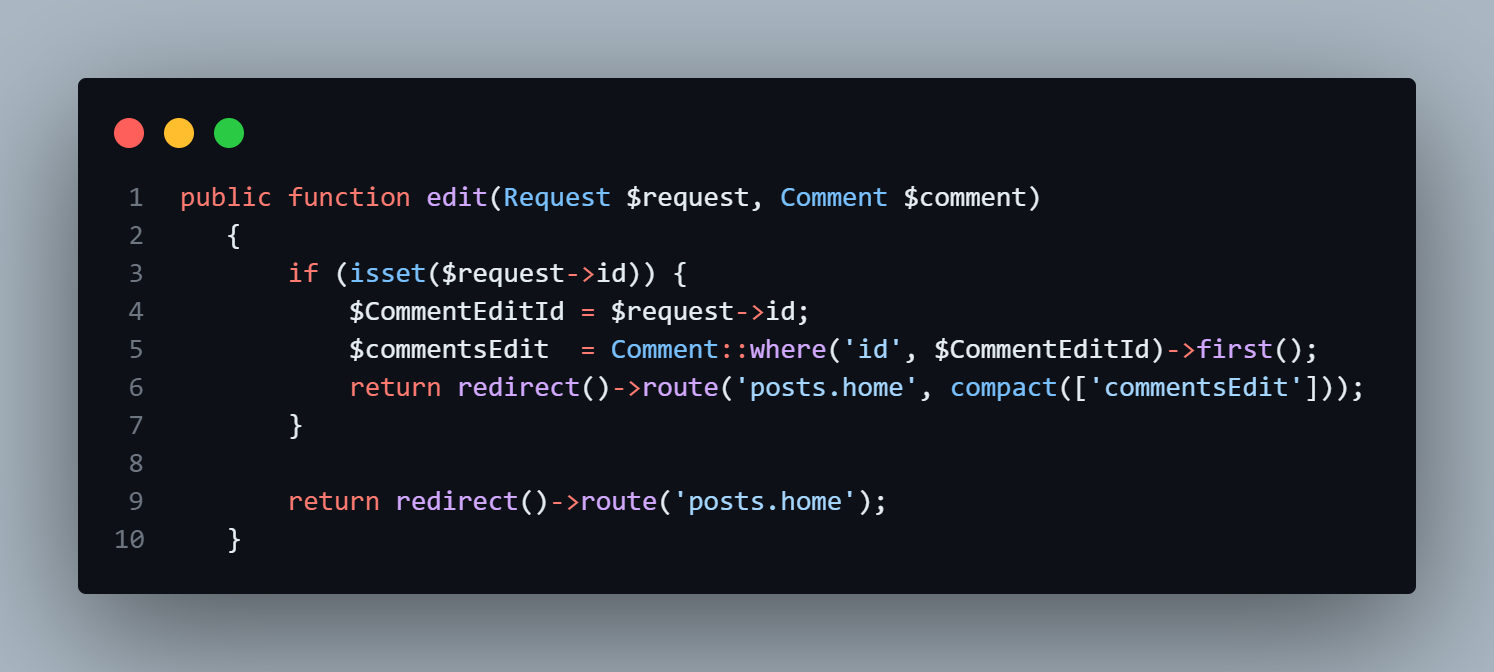 1 public function edit(Request $request, Comment $comment)
2 {
3 if (isset($request->id)) {
4 $CommentEditId = $request->id;
5 $commentsEdit  = Comment::where('id', $CommentEditId)->first();
6 return redirect()->route('posts.home', compact(['commentsEdit']));
7 }
8
9 return redirect()->route('posts.home');
10 }